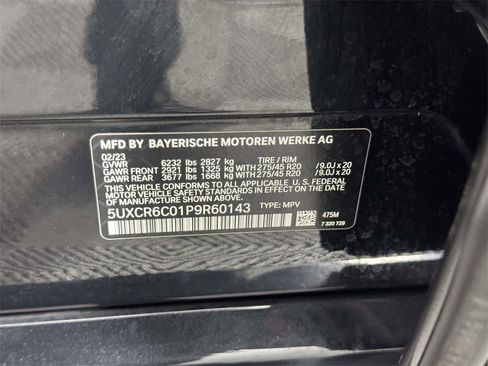 MFD BY BAYERISCHE MOTOREN WERKE AG
02/23
GVWR 6232 lbs 2827 kg TIRE / RIM
GAWR FRONT 2921 lbs 1325 kg 275/45 R20 / 9.0J x 20
GAWR REAR 3677 lbs 1668 kg 275/45 R20 / 9.0J x 20
THIS VEHICLE CONFORMS TO ALL APPLICABLE U. S. FEDERAL
MOTOR VEHICLE SAFETY STANDARDS IN EFFECT ON THE
DATE OF MANUFACTURE SHOWN ABOVE.
5UXCR6C01P9R60143 TYPE: MPV 475M
7 320 729